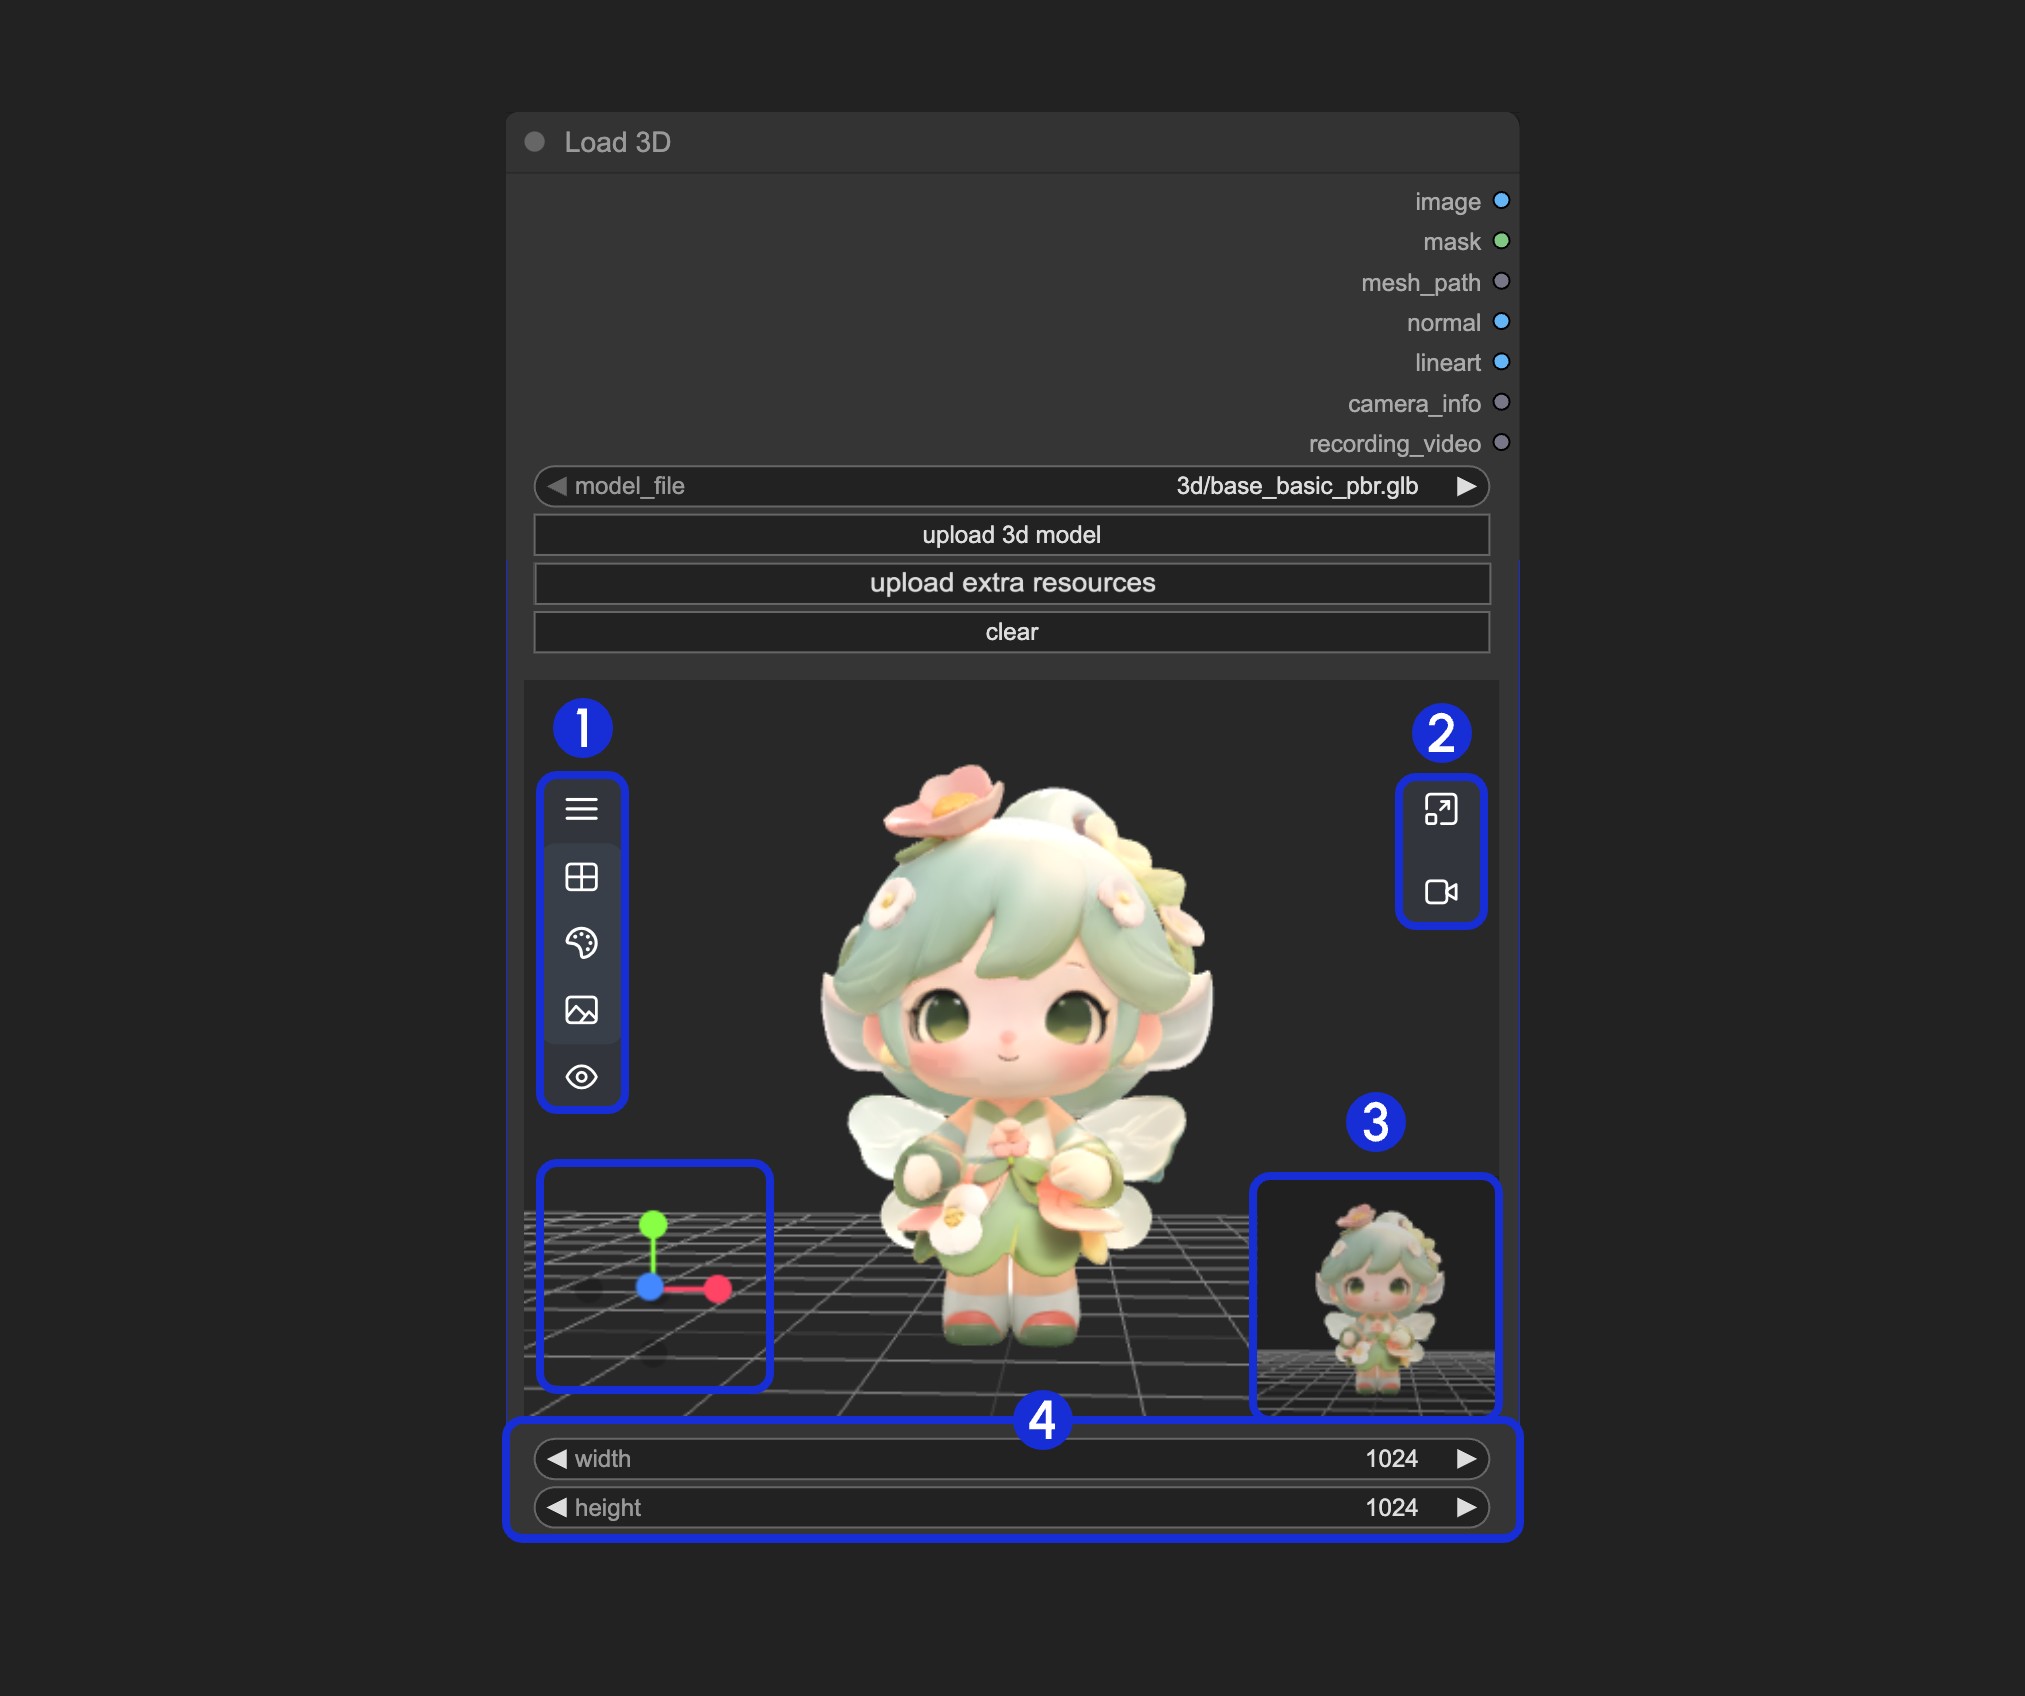 Load 3D
image
mask
mesh_path
normal
lineart
camera_info
recording_video
model_file 3d/base_basic_pbr.glb
upload 3d model
upload extra resources
clear
1
2
3
4
width 1024
height 1024